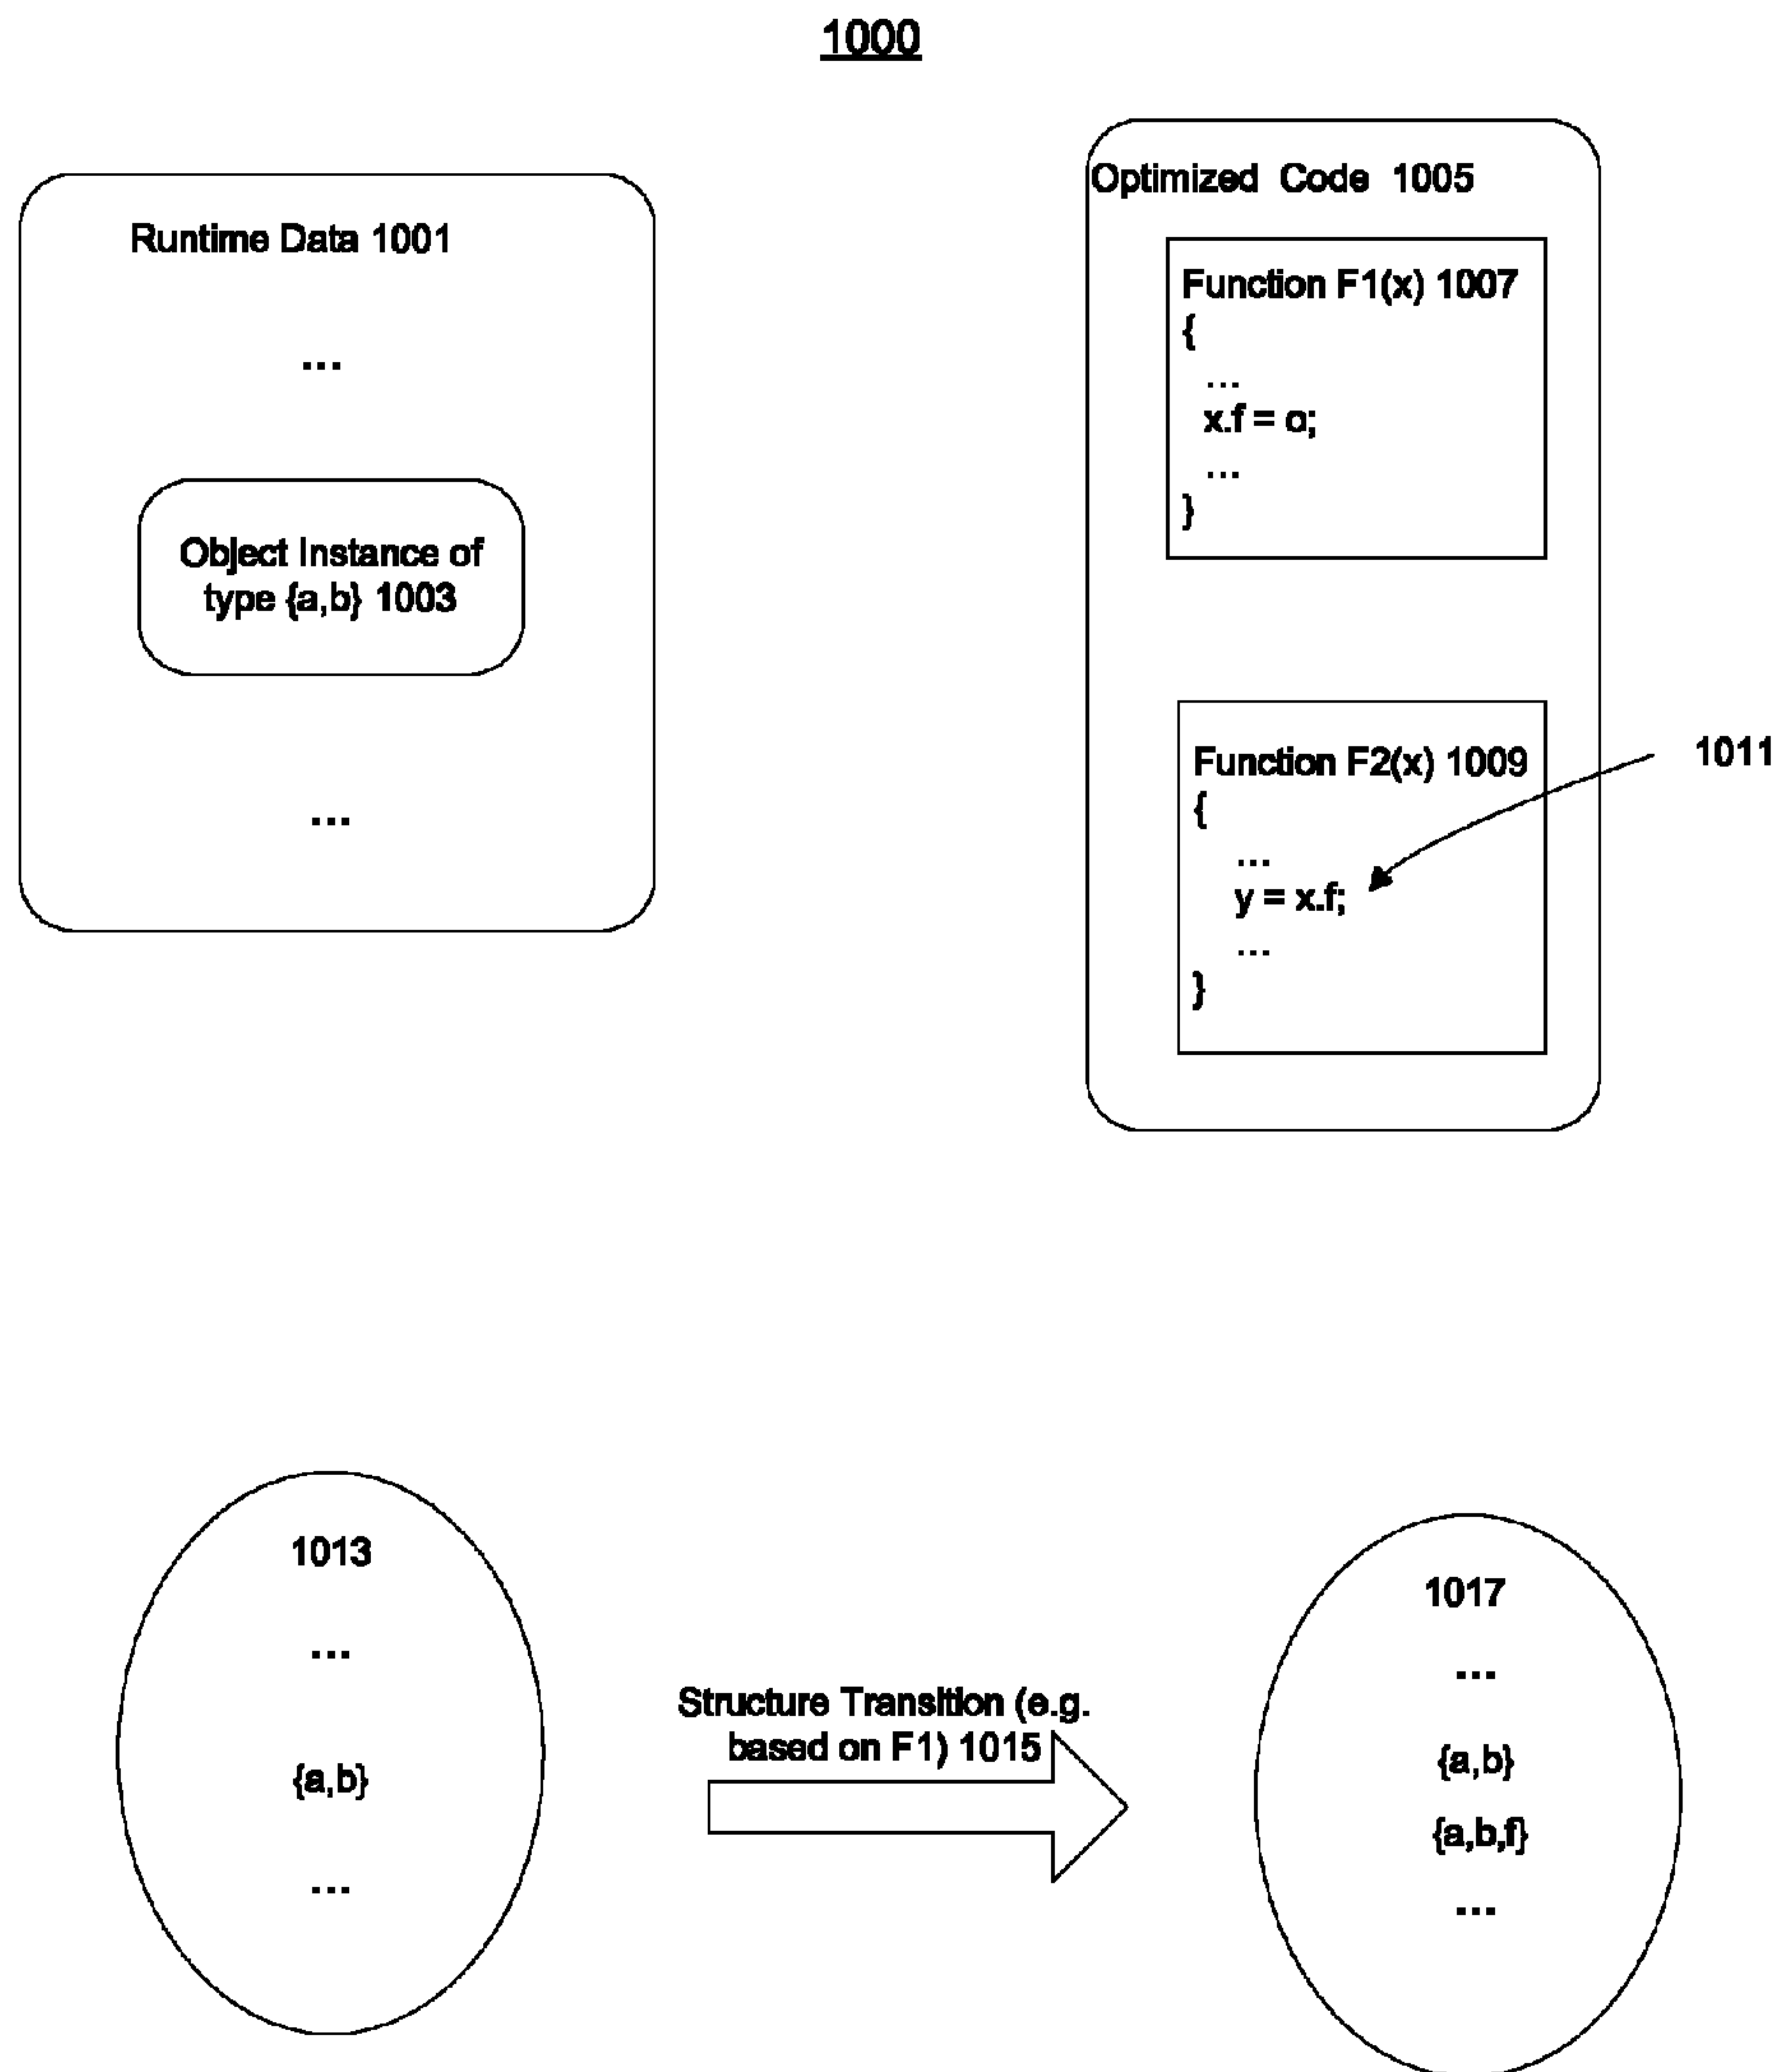 1000
Runtime Data 1001
...
Object Instance of
type {a,b} 1003
...
Optimized Code 1005
Function F1(x) 1007
{
...
x.f = o;
...
}
Function F2(x) 1009
{
...
y = x.f;
...
}
1011
1013
...
{a,b}
...
Structure Transition (e.g.
based on F1) 1015
1017
...
{a,b}
{a,b,f}
...